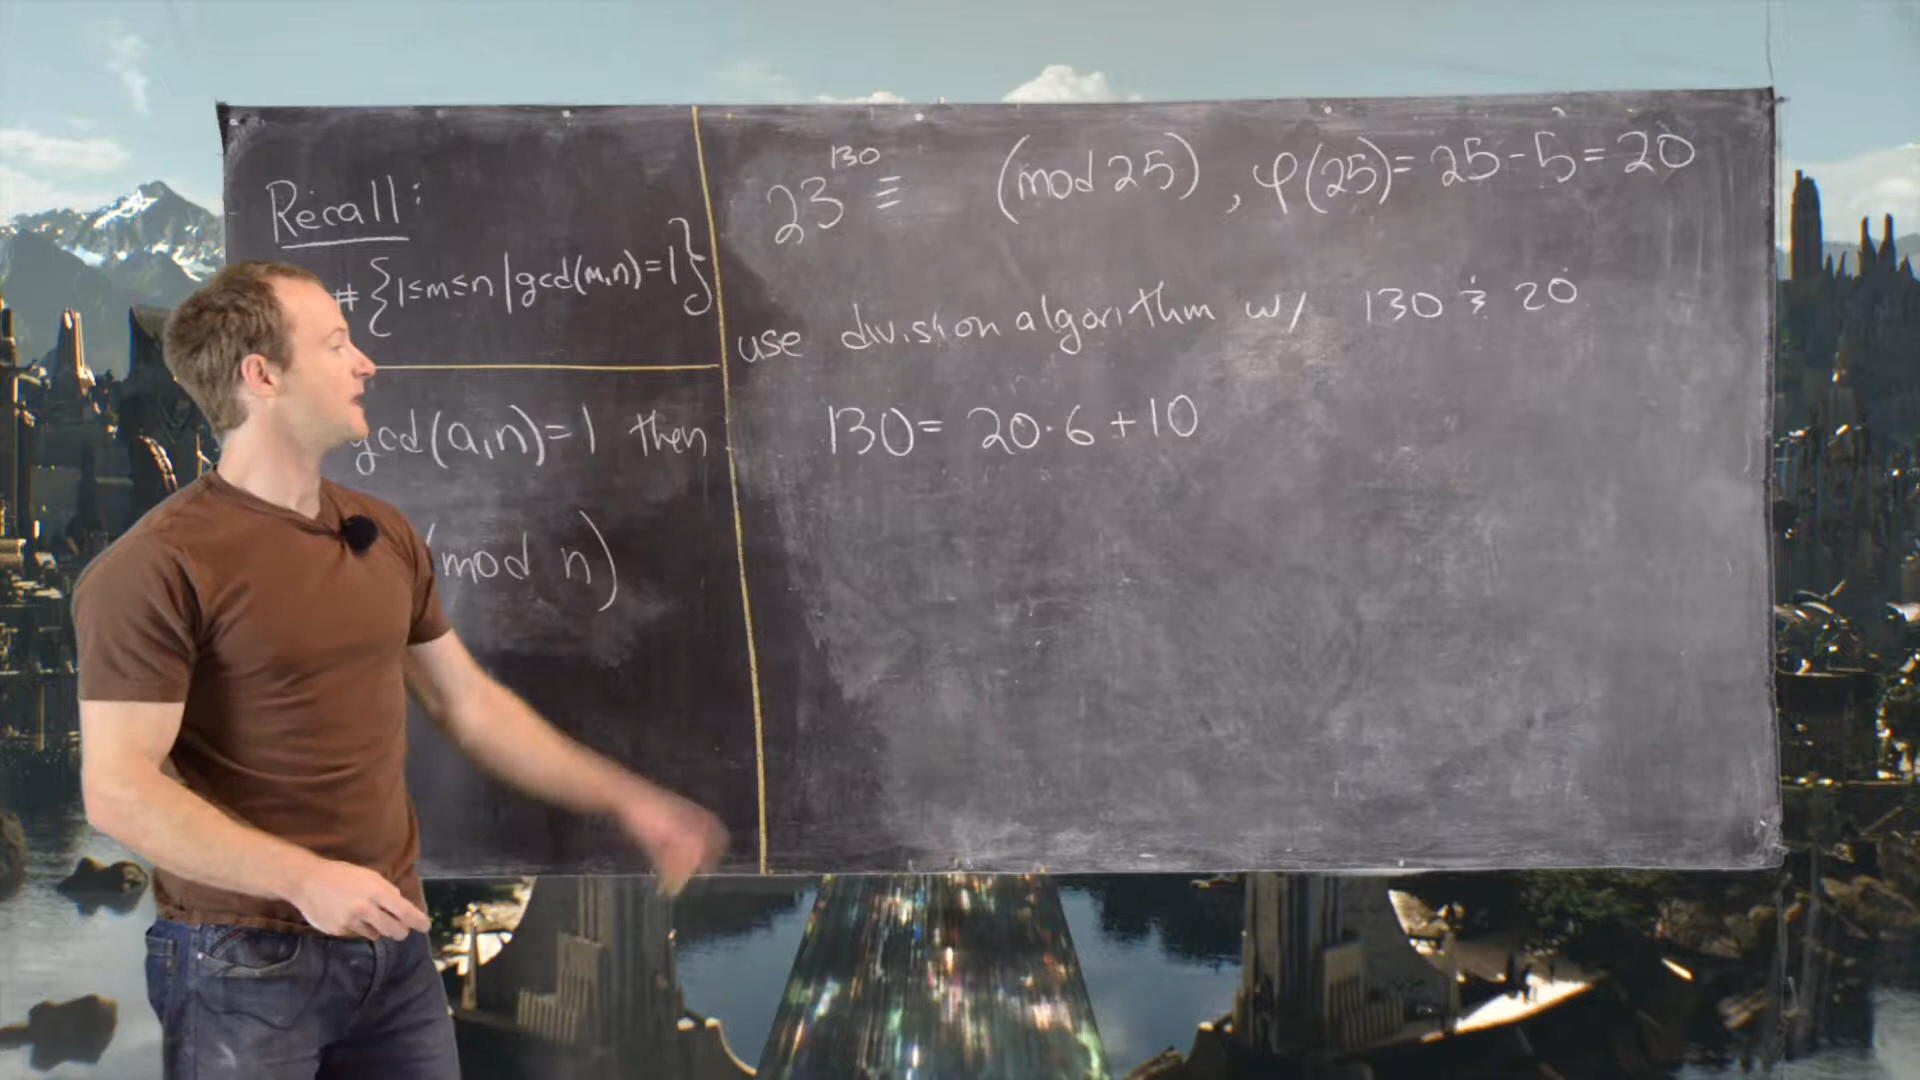 Recall:
#{1≤m≤n|gcd(m,n)=1}
gcd(a,n)=1 then
(mod n)
23^130 ≡ (mod 25), φ(25)=25-5=20
use division algorithm w/ 130 & 20
130=20·6+10